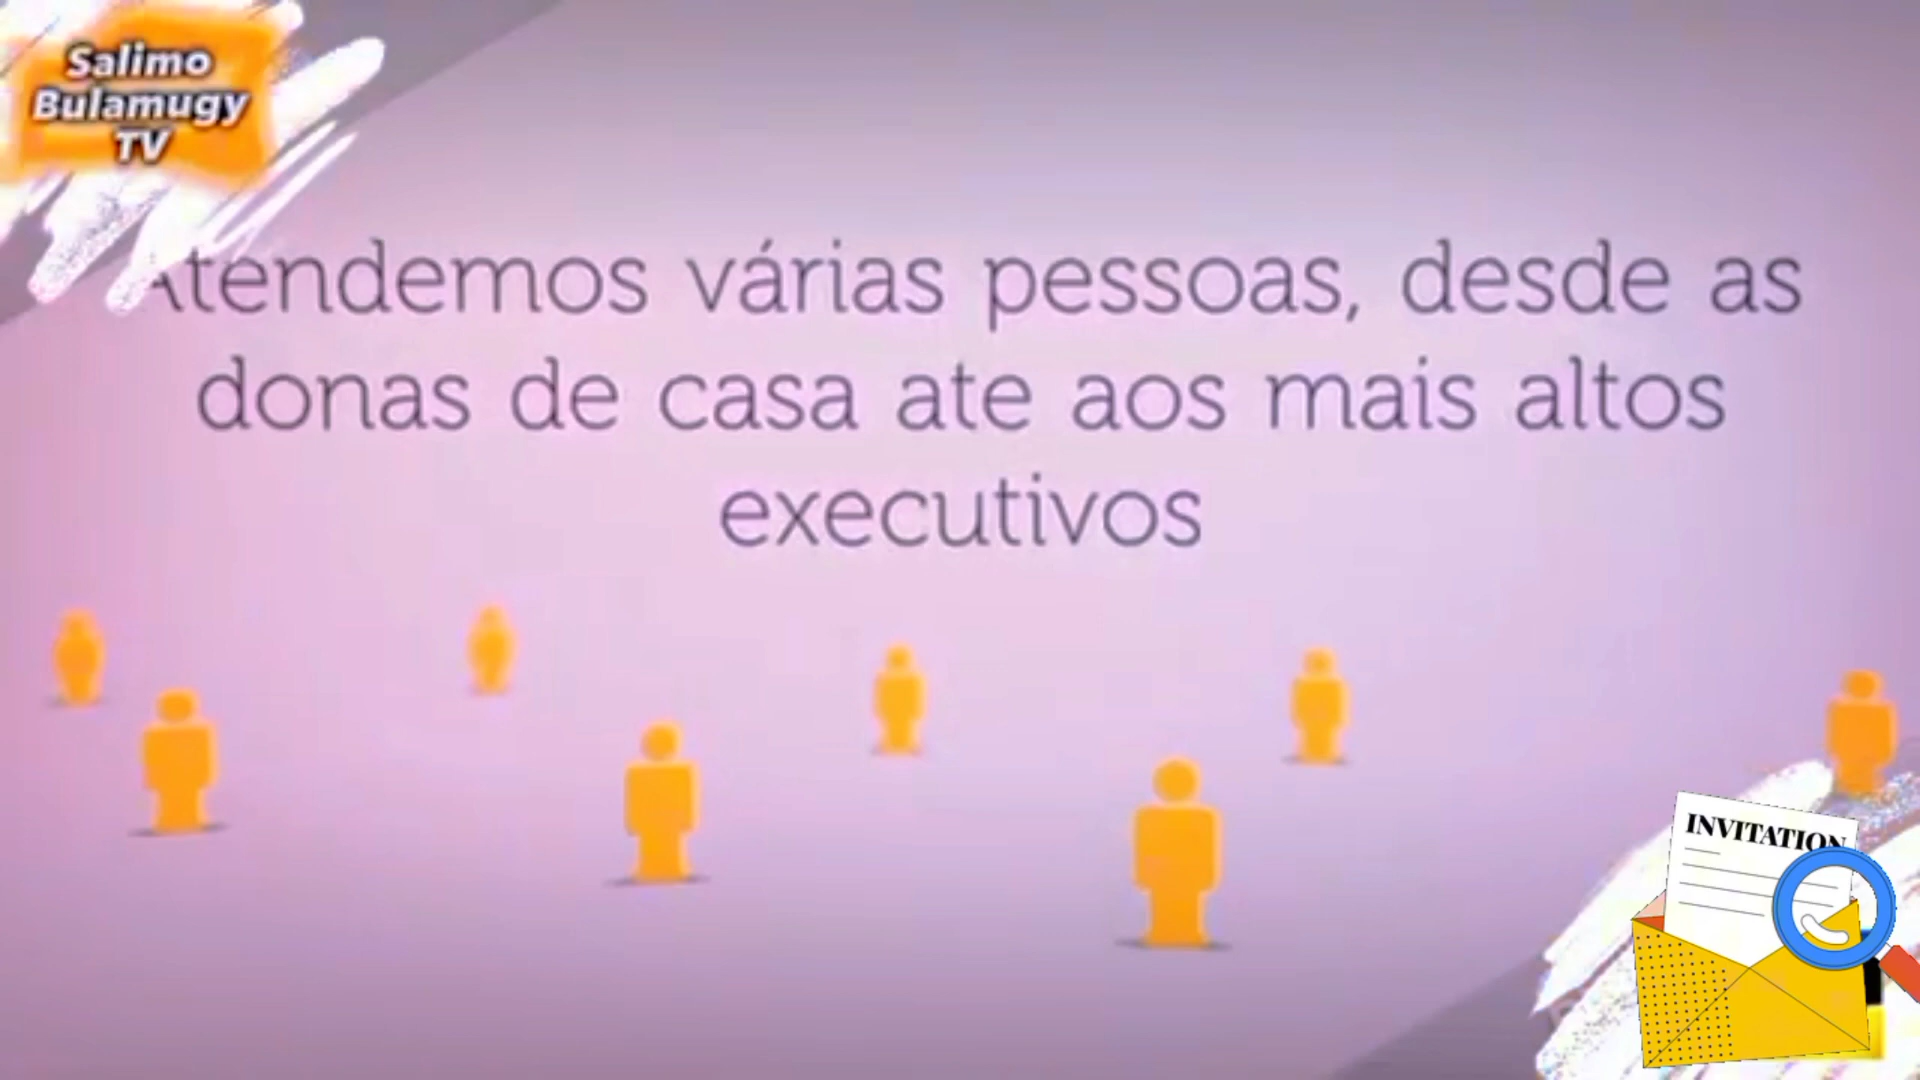 Salimo
Bulamugy
TV
Atendemos várias pessoas, desde as
donas de casa ate aos mais altos
executivos
INVITATION